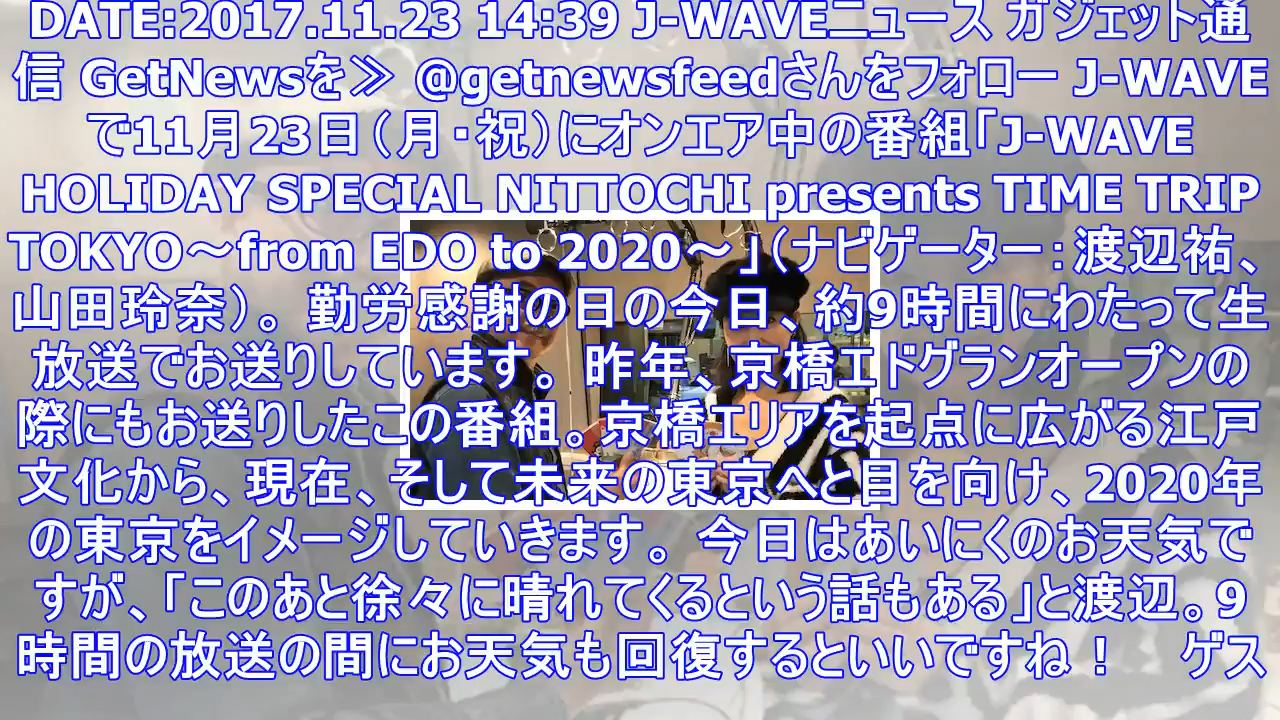 DATE:2017.11.23 14:39 J-WAVEニュース ガジェット通
信 GetNewsを≫ @getnewsfeedさんをフォロー J-WAVE
で11月23日（月・祝）にオンエア中の番組「J-WAVE
HOLIDAY SPECIAL NITTOCHI presents TIME TRIP
TOKYO～from EDO to 2020～」（ナビゲーター：渡辺祐、
山田玲奈）。 勤労感謝の日の今日、約9時間にわたって生
放送でお送りしています。 昨年、京橋エドグランオープンの
際にもお送りしたこの番組。京橋エリアを起点に広がる江戸
文化から、現在、そして未来の東京へと目を向け、2020年
の東京をイメージしていきます。 今日はあいにくのお天気で
すが、「このあと徐々に晴れてくるという話もある」と渡辺。9
時間の放送の間にお天気も回復するといいですね！　ゲス